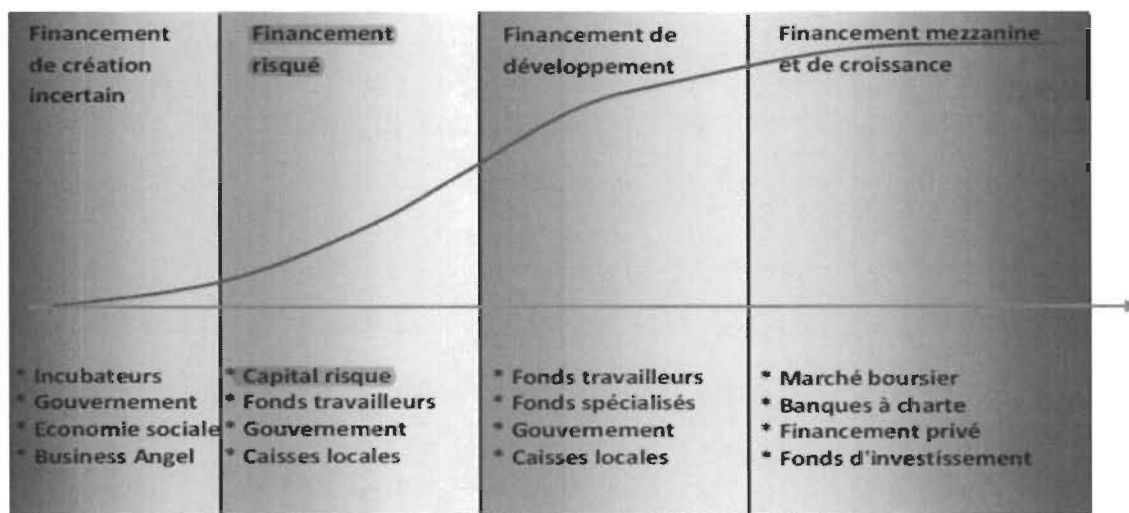 Financement
de création
incertain
Financement
risqué
Financement de
développement
Financement mezzanine
et de croissance
* Incubateurs
* Gouvernement
* Economie sociale
* Business Angel
* Capital risque
* Fonds travailleurs
* Gouvernement
* Caisses locales
* Fonds travailleurs
* Fonds spécialisés
* Gouvernement
* Caisses locales
* Marché boursier
* Banques à charte
* Financement privé
* Fonds d'investissement